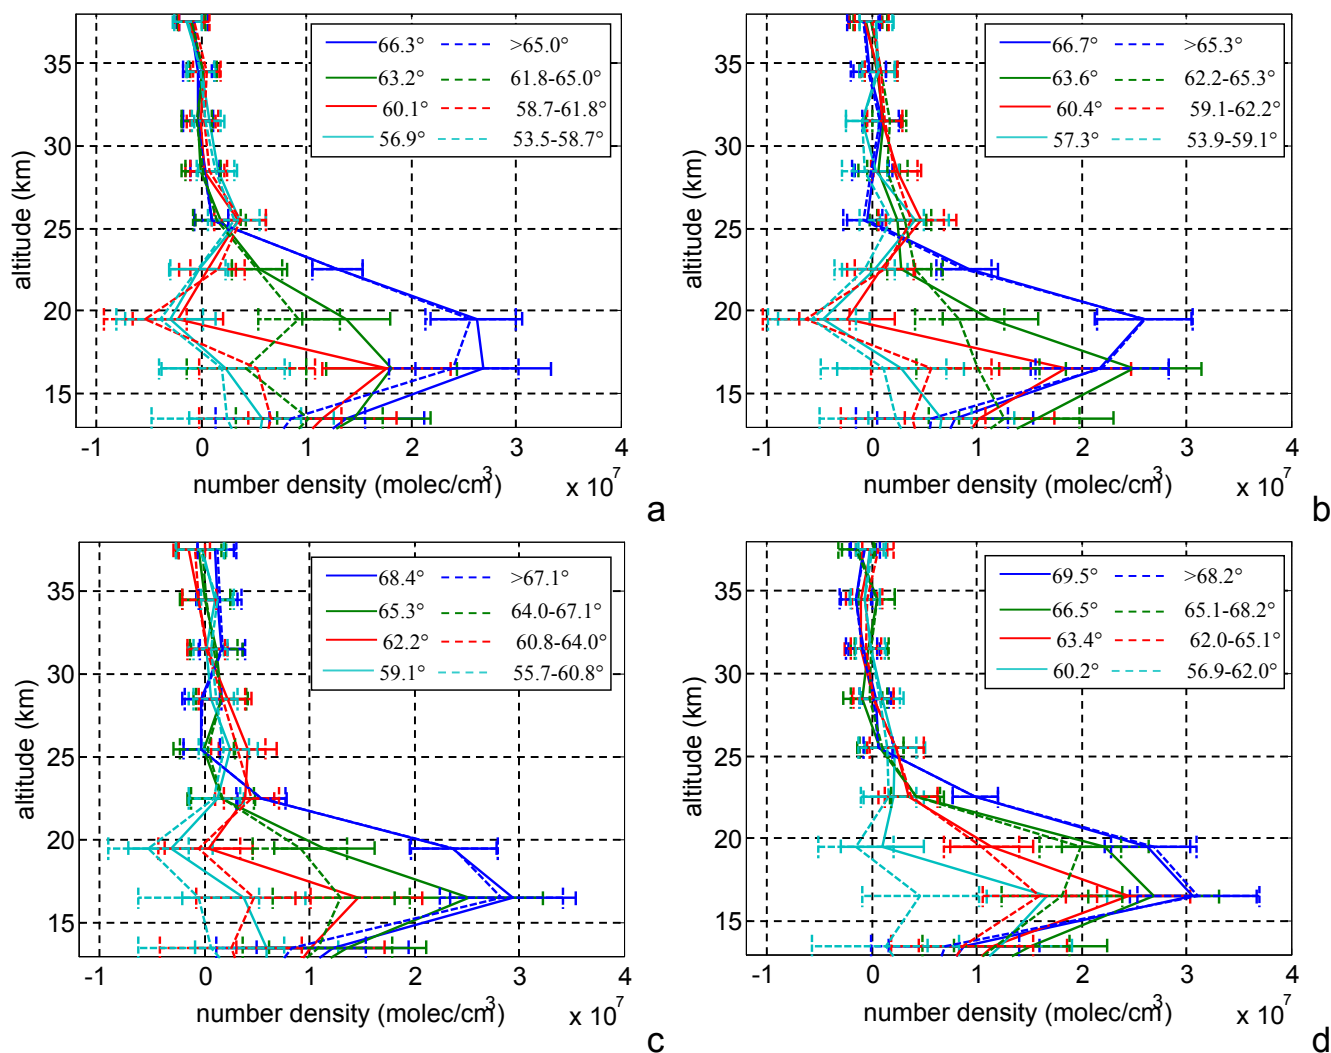 35
30
25
20
15
altitude (km)
66.3° >65.0°
63.2° 61.8-65.0°
60.1° 58.7-61.8°
56.9° 53.5-58.7°
-1 0 1 2 3 4
number density (molec/cm³)
x 10⁷
a
35
30
25
20
15
altitude (km)
66.7° >65.3°
63.6° 62.2-65.3°
60.4° 59.1-62.2°
57.3° 53.9-59.1°
-1 0 1 2 3 4
number density (molec/cm³)
x 10⁷
b
35
30
25
20
15
altitude (km)
68.4° >67.1°
65.3° 64.0-67.1°
62.2° 60.8-64.0°
59.1° 55.7-60.8°
-1 0 1 2 3 4
number density (molec/cm³)
x 10⁷
c
35
30
25
20
15
altitude (km)
69.5° >68.2°
66.5° 65.1-68.2°
63.4° 62.0-65.1°
60.2° 56.9-62.0°
-1 0 1 2 3 4
number density (molec/cm³)
x 10⁷
d